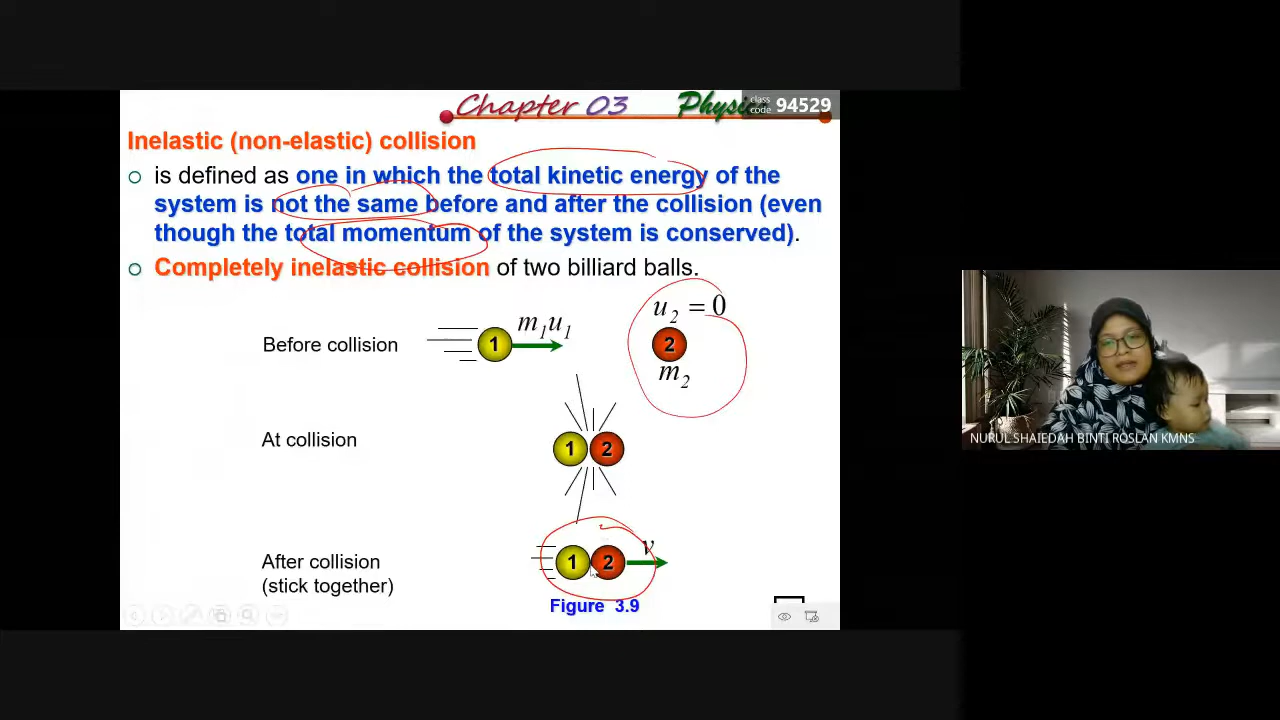 Chapter 03
class code 94529
Inelastic (non-elastic) collision
is defined as one in which the total kinetic energy of the
system is not the same before and after the collision (even
though the total momentum of the system is conserved).
Completely inelastic collision of two billiard balls.
Before collision
1
m₁u₁
u₂ = 0
2
m₂
At collision
1 2
After collision
(stick together)
1 2
v
Figure 3.9
NURUL SHAIEDAH BINTI ROSLAN KMNS